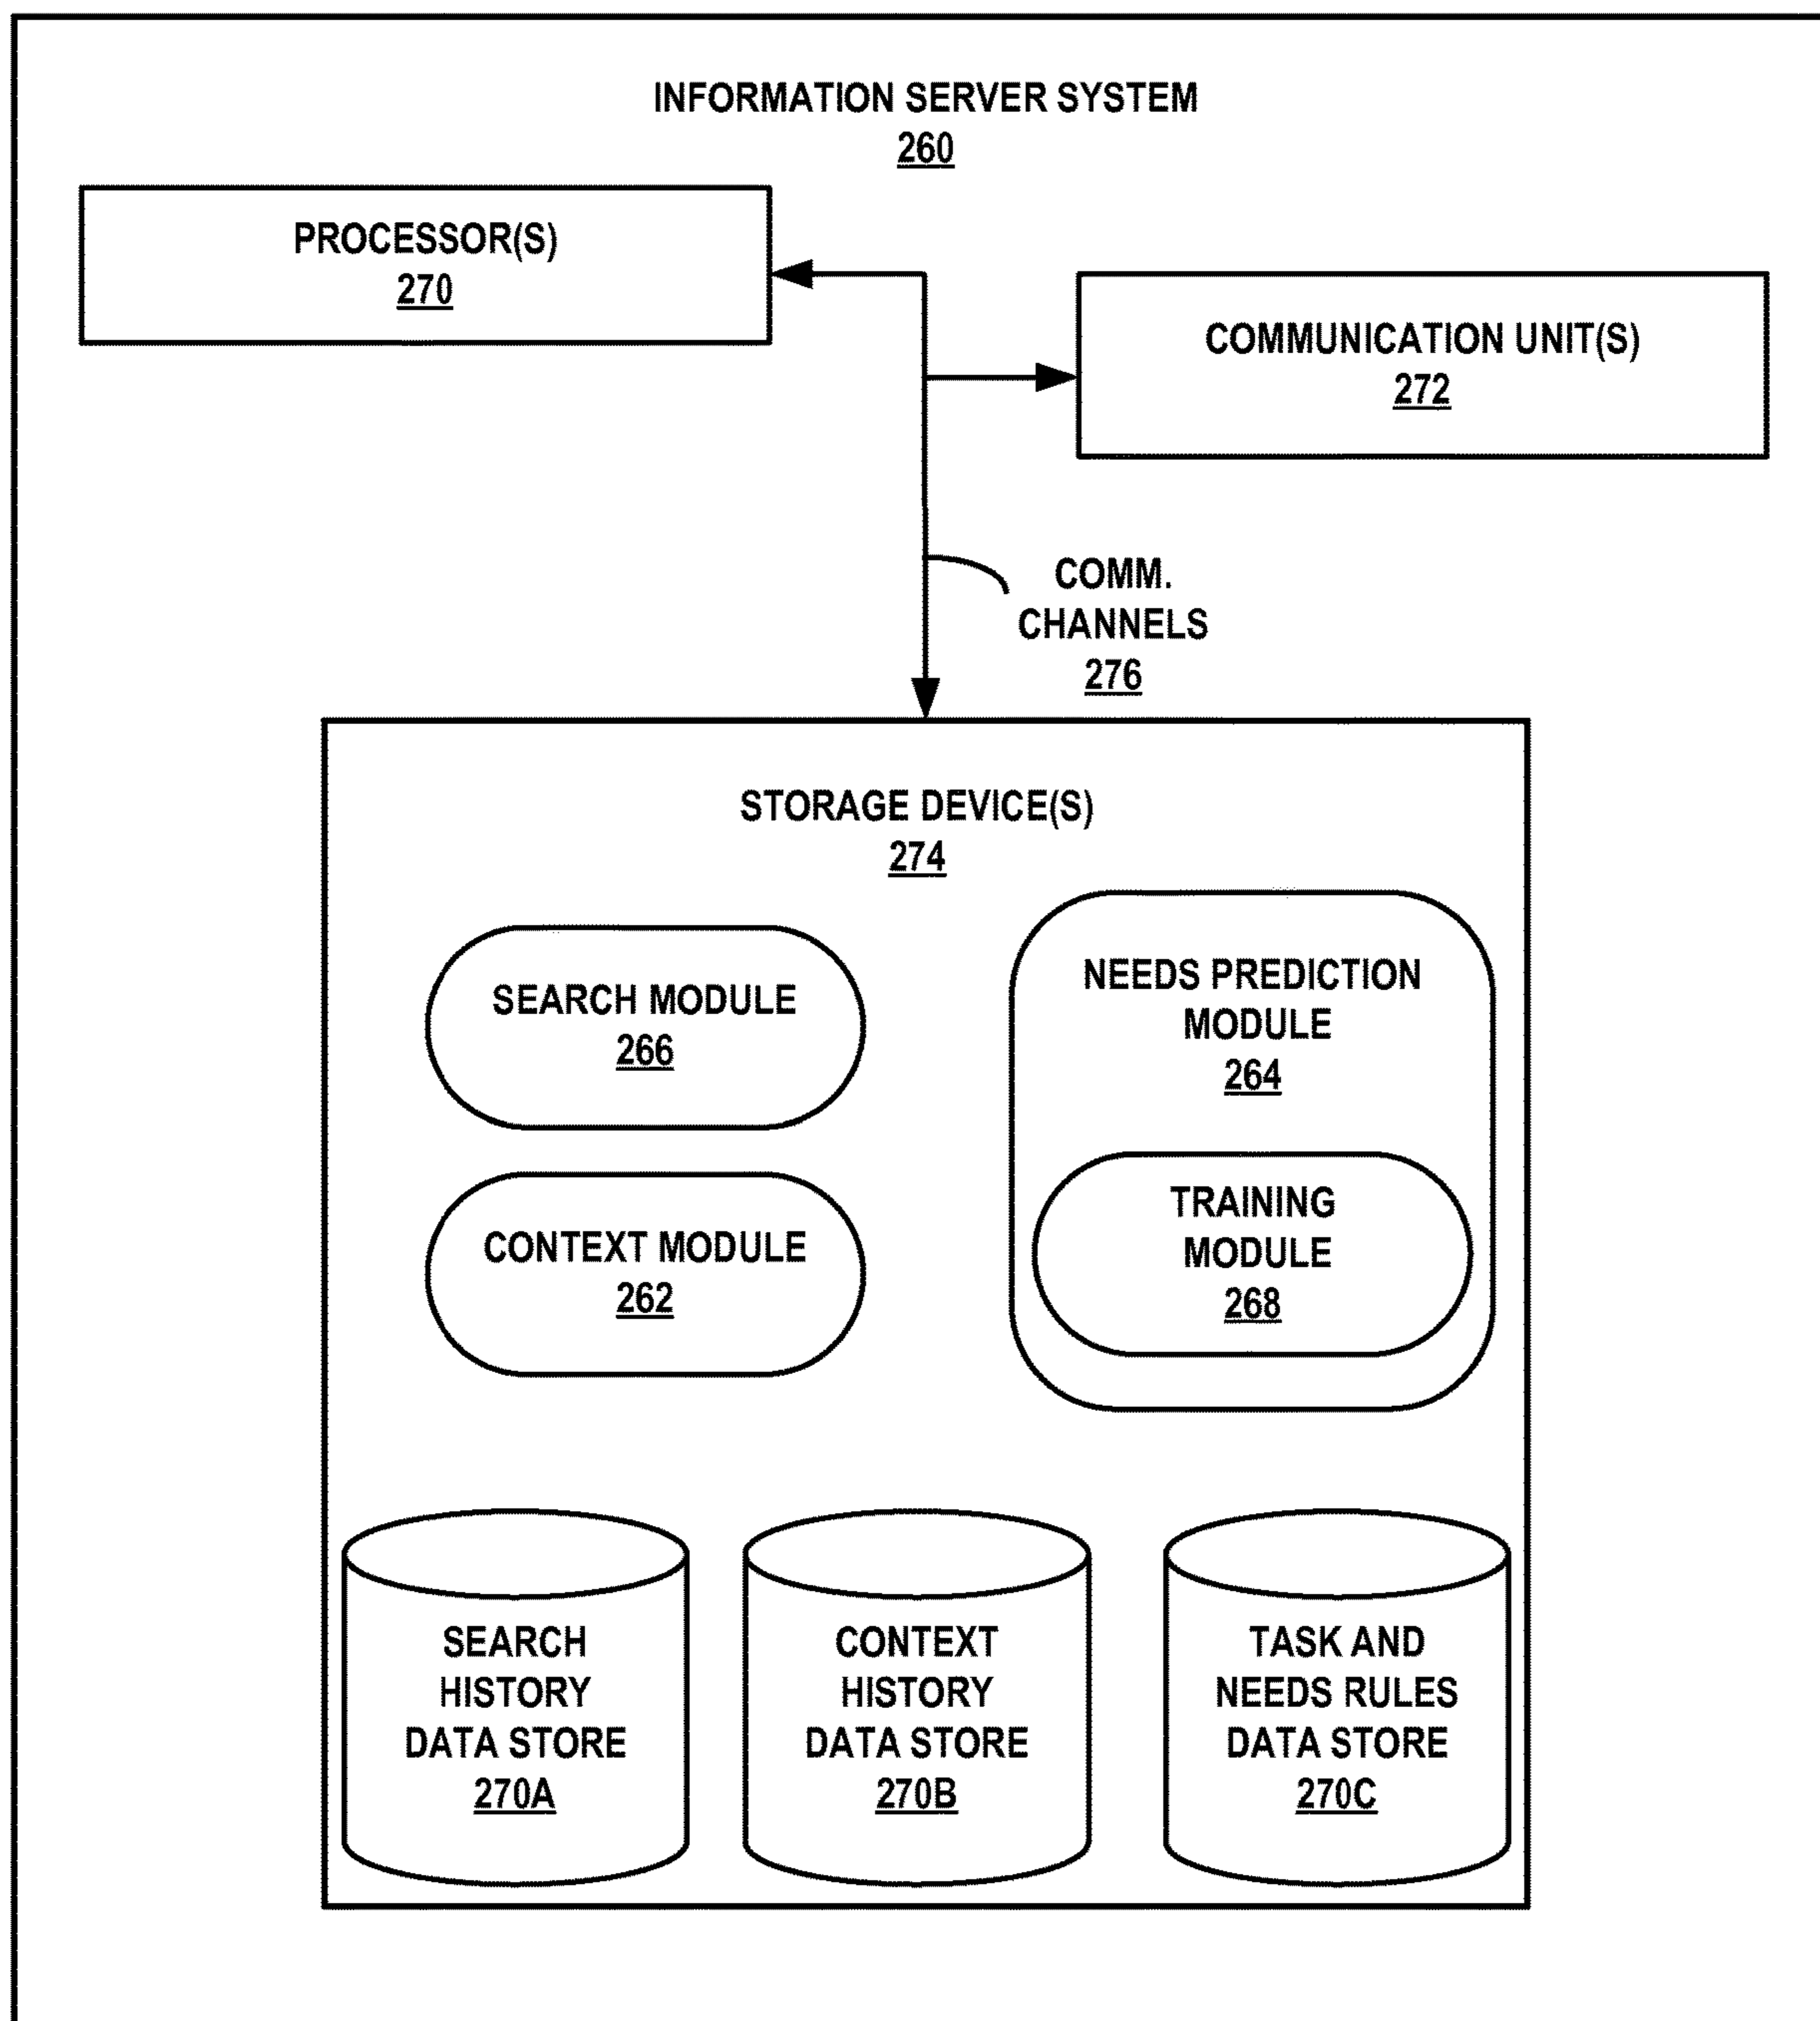 INFORMATION SERVER SYSTEM
260
PROCESSOR(S)
270
COMMUNICATION UNIT(S)
272
COMM.
CHANNELS
276
STORAGE DEVICE(S)
274
SEARCH MODULE
266
NEEDS PREDICTION
MODULE
264
CONTEXT MODULE
262
TRAINING
MODULE
268
SEARCH
HISTORY
DATA STORE
270A
CONTEXT
HISTORY
DATA STORE
270B
TASK AND
NEEDS RULES
DATA STORE
270C